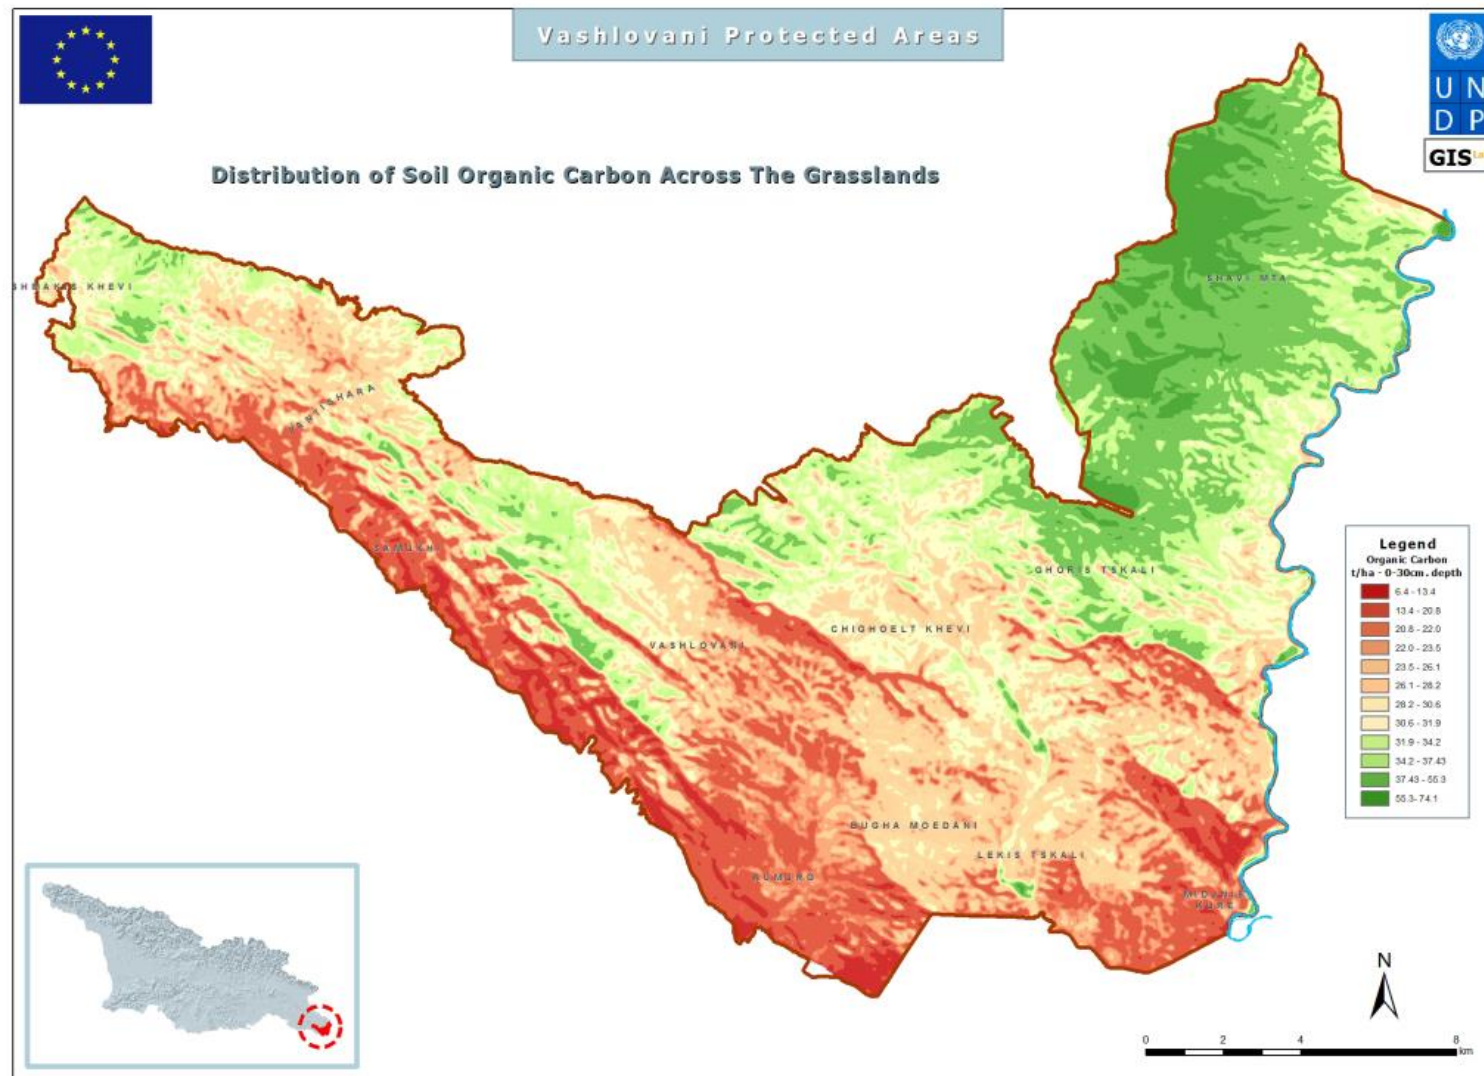 Vashlovani Protected Areas
U N
D P
GIS
Distribution of Soil Organic Carbon Across The Grasslands
SHAVI MTA
KHEVI
SAMUKHI
GHORIS TSKALI
CHIGHOELT KHEVI
VASHLOVANI
BUGHA MOEDANI
LEKIS TSKALI
KURE
Legend
Organic Carbon
t/ha - 0-30cm. depth
6.4 - 13.4
13.4 - 20.8
20.8 - 22.0
22.0 - 23.5
23.5 - 26.1
26.1 - 28.2
28.2 - 30.6
30.6 - 31.9
31.9 - 34.2
34.2 - 37.43
37.43 - 55.3
55.3- 74.1
N
0 2 4 8
km